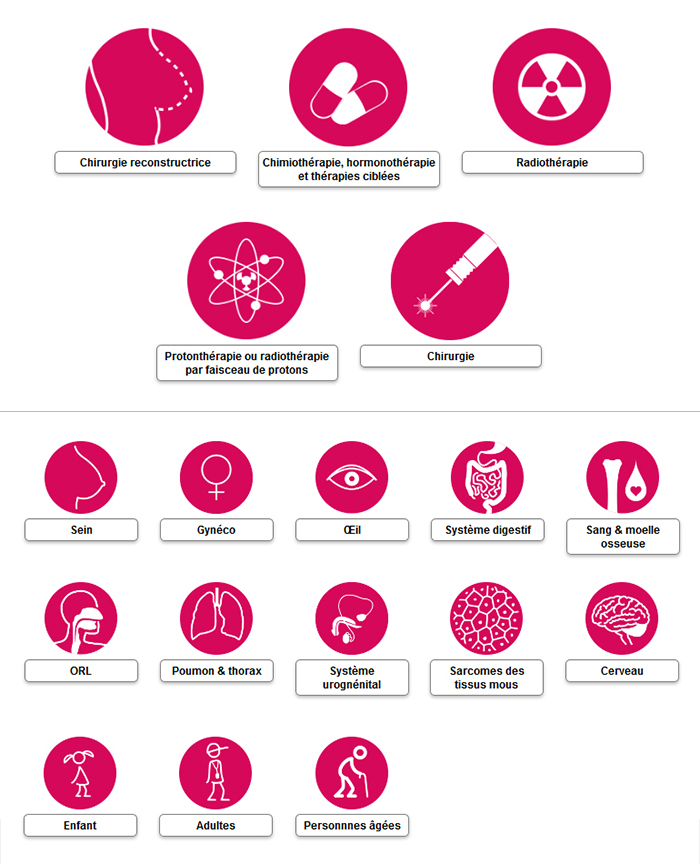 Chirurgie reconstructrice
Chimiothérapie, hormonothérapie
et thérapies ciblées
Radiothérapie
Protonthérapie ou radiothérapie
par faisceau de protons
Chirurgie
Sein
Gynéco
Œil
Système digestif
Sang & moelle
osseuse
ORL
Poumon & thorax
Système
urognénital
Sarcomes des
tissus mous
Cerveau
Enfant
Adultes
Personnnes âgées